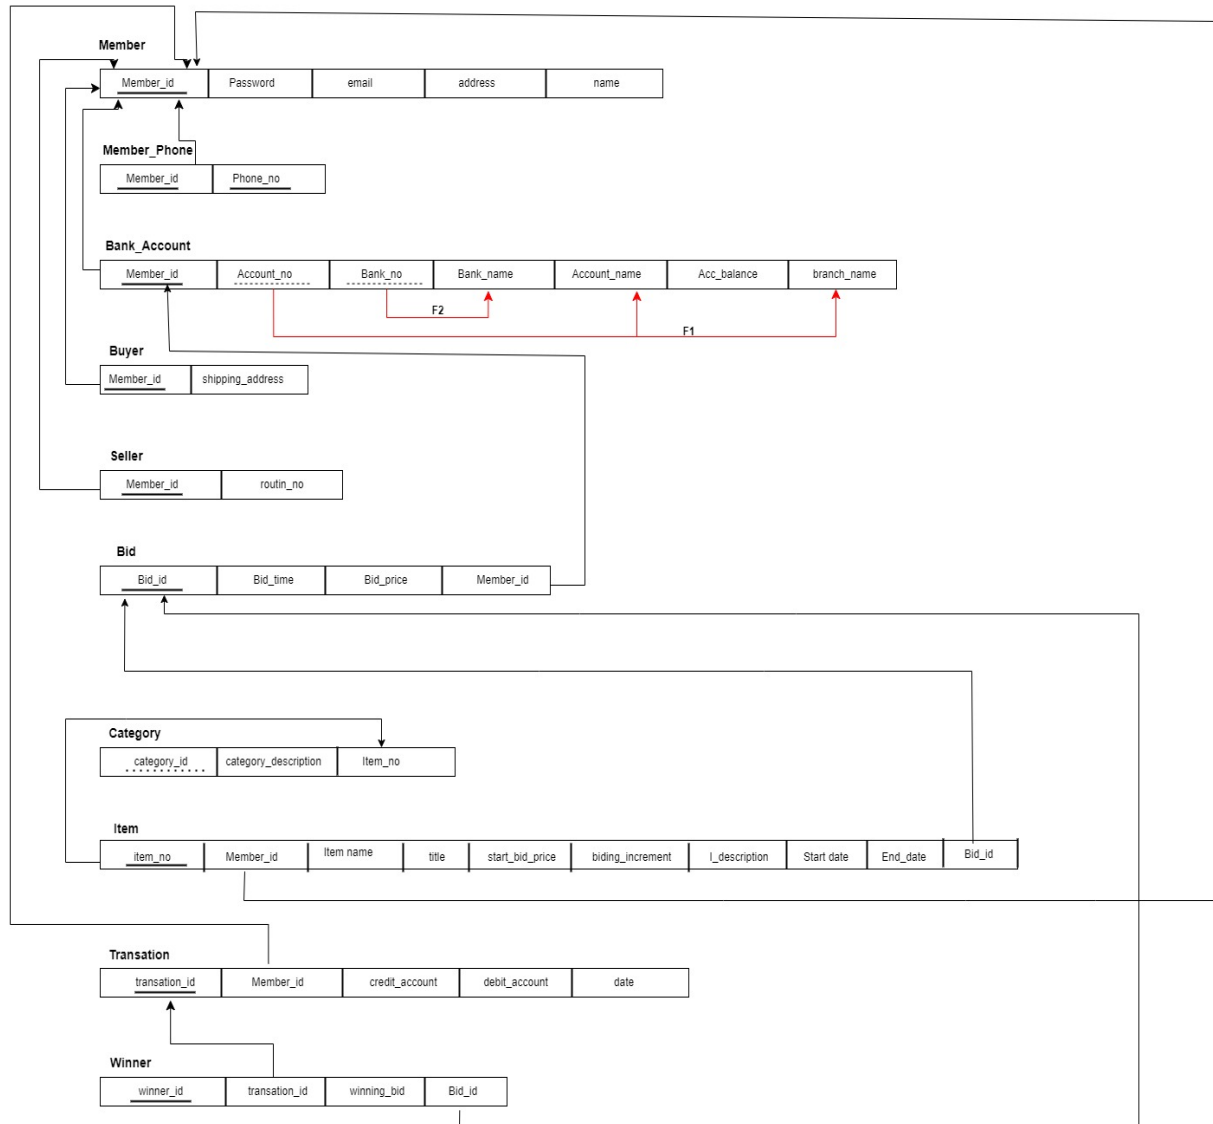 Member
Member_id Password email address name
Member_Phone
Member_id Phone_no
Bank_Account
Member_id Account_no Bank_no Bank_name Account_name Acc_balance branch_name
F2
F1
Buyer
Member_id shipping_address
Seller
Member_id routin_no
Bid
Bid_id Bid_time Bid_price Member_id
Category
category_id category_description Item_no
Item
item_no Member_id Item name title start_bid_price biding_increment I_description Start date End_date Bid_id
Transation
transation_id Member_id credit_account debit_account date
Winner
winner_id transation_id winning_bid Bid_id